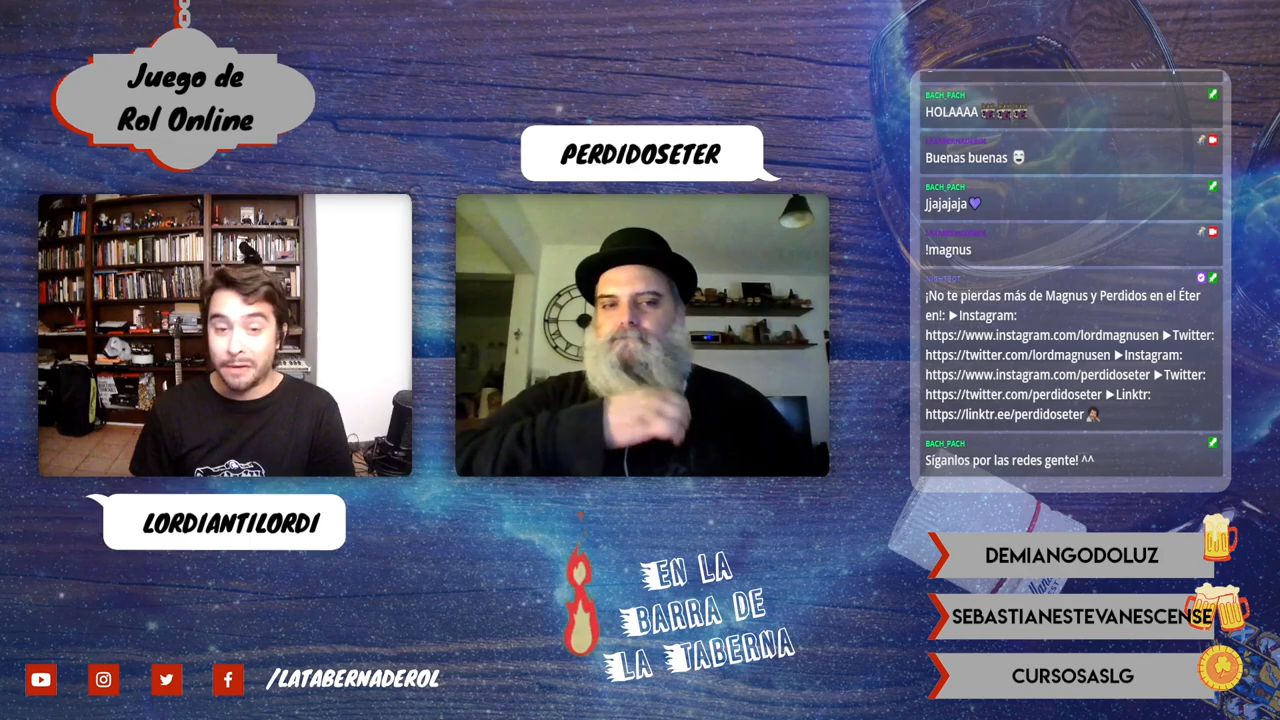 Juego de
Rol Online
PERDIDOSETER
LORDIANTILORDI
EN LA
BARRA DE
LA TABERNA
/LATABERNADEROL
BACH_PACH
HOLAAAA
Buenas buenas
BACH_PACH
Jjajajaja
!magnus
¡No te pierdas más de Magnus y Perdidos en el Éter
en!: ►Instagram:
https://www.instagram.com/lordmagnusen ►Twitter:
https://twitter.com/lordmagnusen ►Instagram:
https://www.instagram.com/perdidoseter ►Twitter:
https://twitter.com/perdidoseter ►Linktr:
https://linktr.ee/perdidoseter
BACH_PACH
Síganlos por las redes gente! ^^
DEMIANGODOLUZ
SEBASTIANESTEVANESCENSE
CURSOSASLG